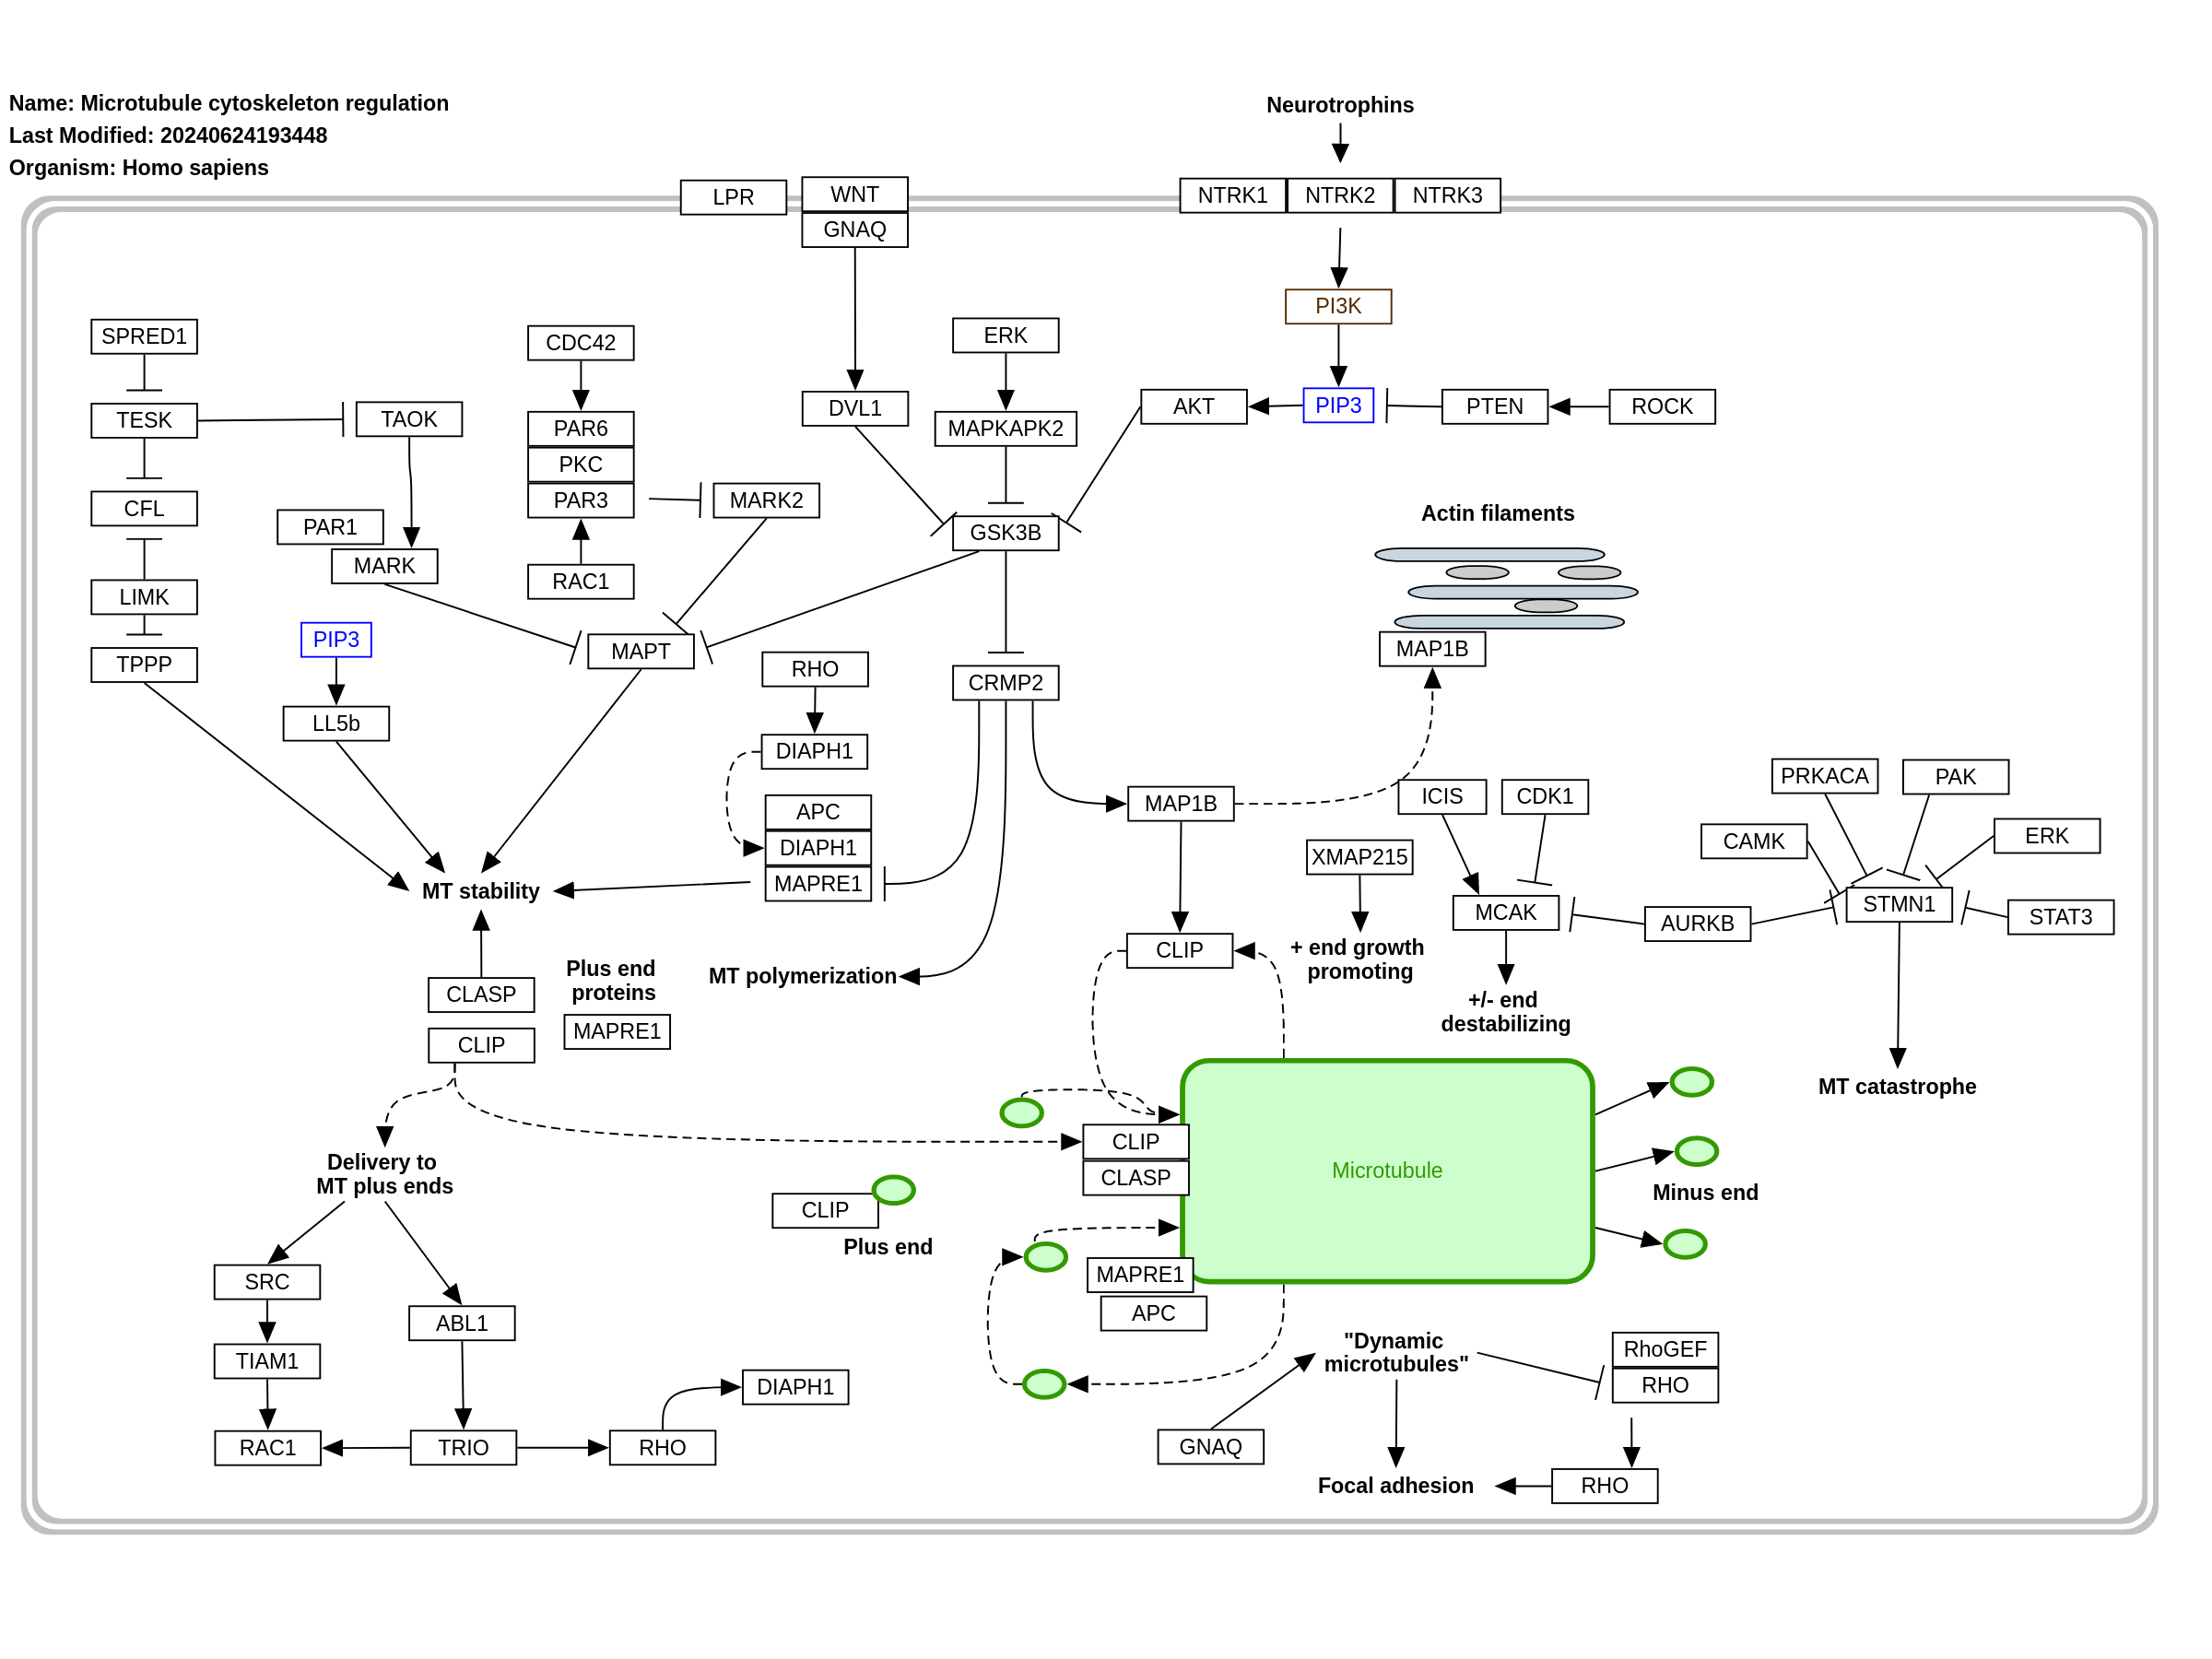 Name: Microtubule cytoskeleton regulation
Last Modified: 20240624193448
Organism: Homo sapiens
Neurotrophins
LPR
WNT
GNAQ
NTRK1
NTRK2
NTRK3
PI3K
SPRED1
CDC42
ERK
TESK
TAOK
PAR6
PKC
PAR3
DVL1
MAPKAPK2
AKT
PIP3
PTEN
ROCK
CFL
PAR1
MARK
MARK2
GSK3B
Actin filaments
LIMK
RAC1
PIP3
TPPP
MAPT
RHO
CRMP2
MAP1B
LL5b
DIAPH1
APC
DIAPH1
MAPRE1
MAP1B
ICIS
CDK1
PRKACA
PAK
CAMK
ERK
XMAP215
MT stability
MCAK
AURKB
STMN1
STAT3
CLIP
+ end growth
promoting
MT polymerization
Plus end
proteins
CLASP
MAPRE1
CLIP
+/- end
destabilizing
MT catastrophe
CLIP
CLASP
Microtubule
Delivery to
MT plus ends
CLIP
Plus end
Minus end
MAPRE1
APC
SRC
ABL1
TIAM1
DIAPH1
RAC1
TRIO
RHO
"Dynamic
microtubules"
RhoGEF
RHO
GNAQ
Focal adhesion
RHO